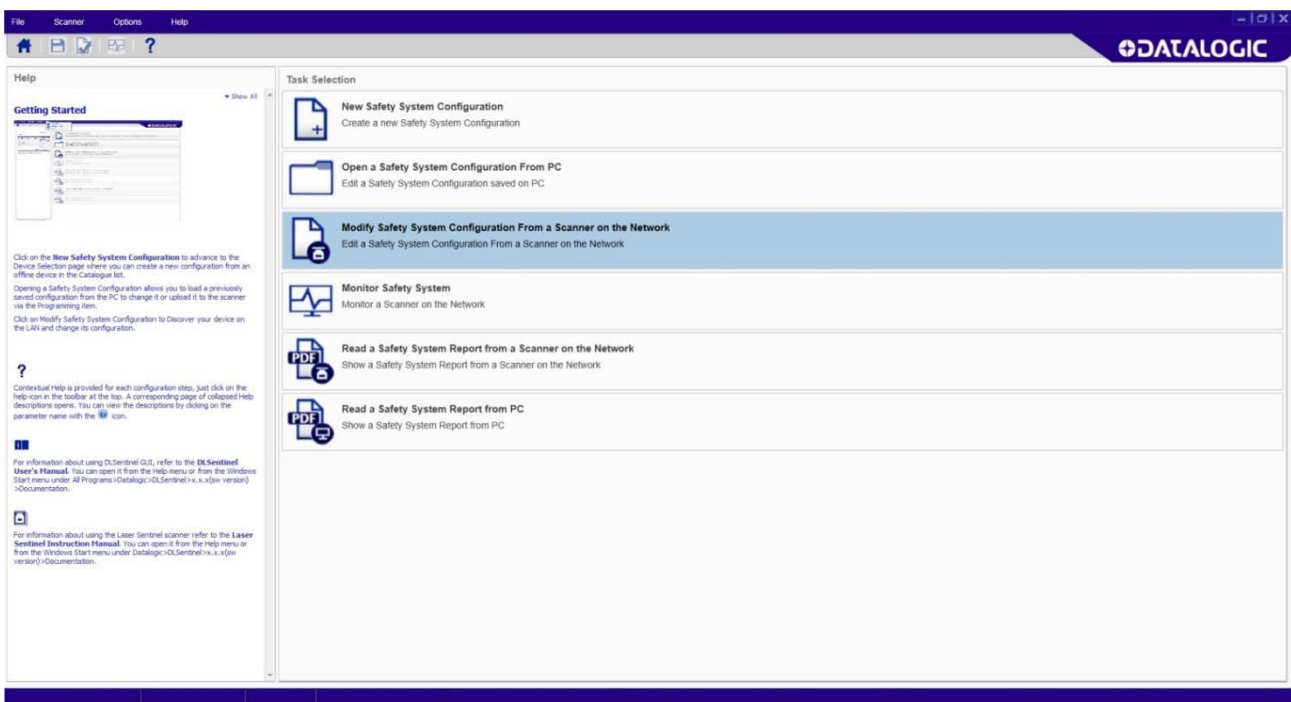 File Scanner Options Help
DATALOGIC
Help
Show All
Getting Started
Click on the New Safety System Configuration to advance to the
Device Selection page where you can create a new configuration from an
offline device in the Catalogue list.
Opening a Safety System Configuration allows you to load a previously
saved configuration from the PC to change it or upload it to the scanner
via the Programming item.
Click on Modify Safety System Configuration to Discover your device on
the LAN and change its configuration.
?
Contextual Help is provided for each configuration step, just click on the
help icon in the toolbar at the top. A corresponding page of collapsed Help
descriptions opens. You can view the descriptions by clicking on the
parameter name with the icon.
For information about using DLSentinel GUI, refer to the DLSentinel
User's Manual. You can open it from the Help menu or from the Windows
Start menu under All Programs>Datalogic>DLSentinel>x.x.x(sw version)
>Documentation.
For information about using the Laser Sentinel scanner refer to the Laser
Sentinel Instruction Manual. You can open it from the Help menu or
from the Windows Start menu under Datalogic>DLSentinel>x.x.x(sw
version)>Documentation.
Task Selection
New Safety System Configuration
Create a new Safety System Configuration
Open a Safety System Configuration From PC
Edit a Safety System Configuration saved on PC
Modify Safety System Configuration From a Scanner on the Network
Edit a Safety System Configuration From a Scanner on the Network
Monitor Safety System
Monitor a Scanner on the Network
PDF
Read a Safety System Report from a Scanner on the Network
Show a Safety System Report from a Scanner on the Network
PDF
Read a Safety System Report from PC
Show a Safety System Report from PC